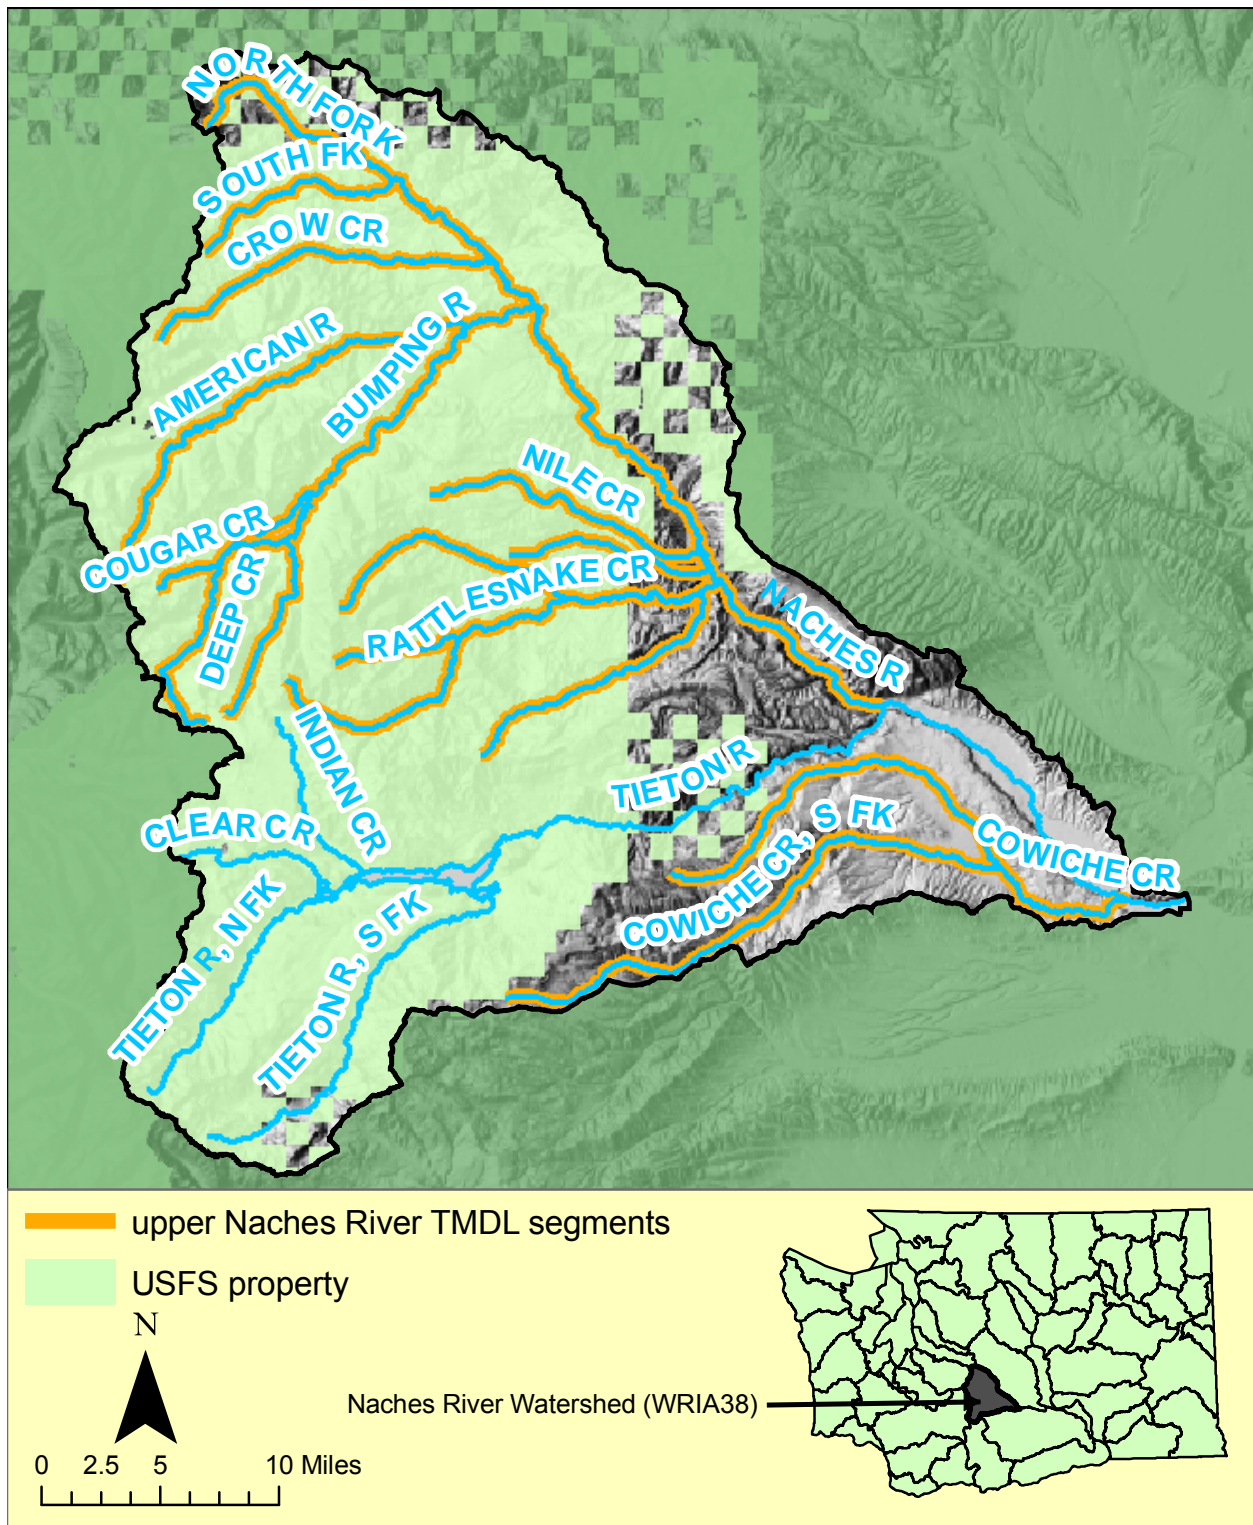 NORTH FORK
SOUTH FK
CROW CR
AMERICAN R
BUMPING R
NILE CR
COUGAR CR
DEEP CR
RATTLESNAKE CR
NACHES R
INDIAN CR
TIETON R
CLEAR CR
COWICHE CR, S FK
COWICHE CR
TIETON R, N FK
TIETON R, S FK
upper Naches River TMDL segments
USFS property
N
Naches River Watershed (WRIA38)
0 2.5 5 10 Miles